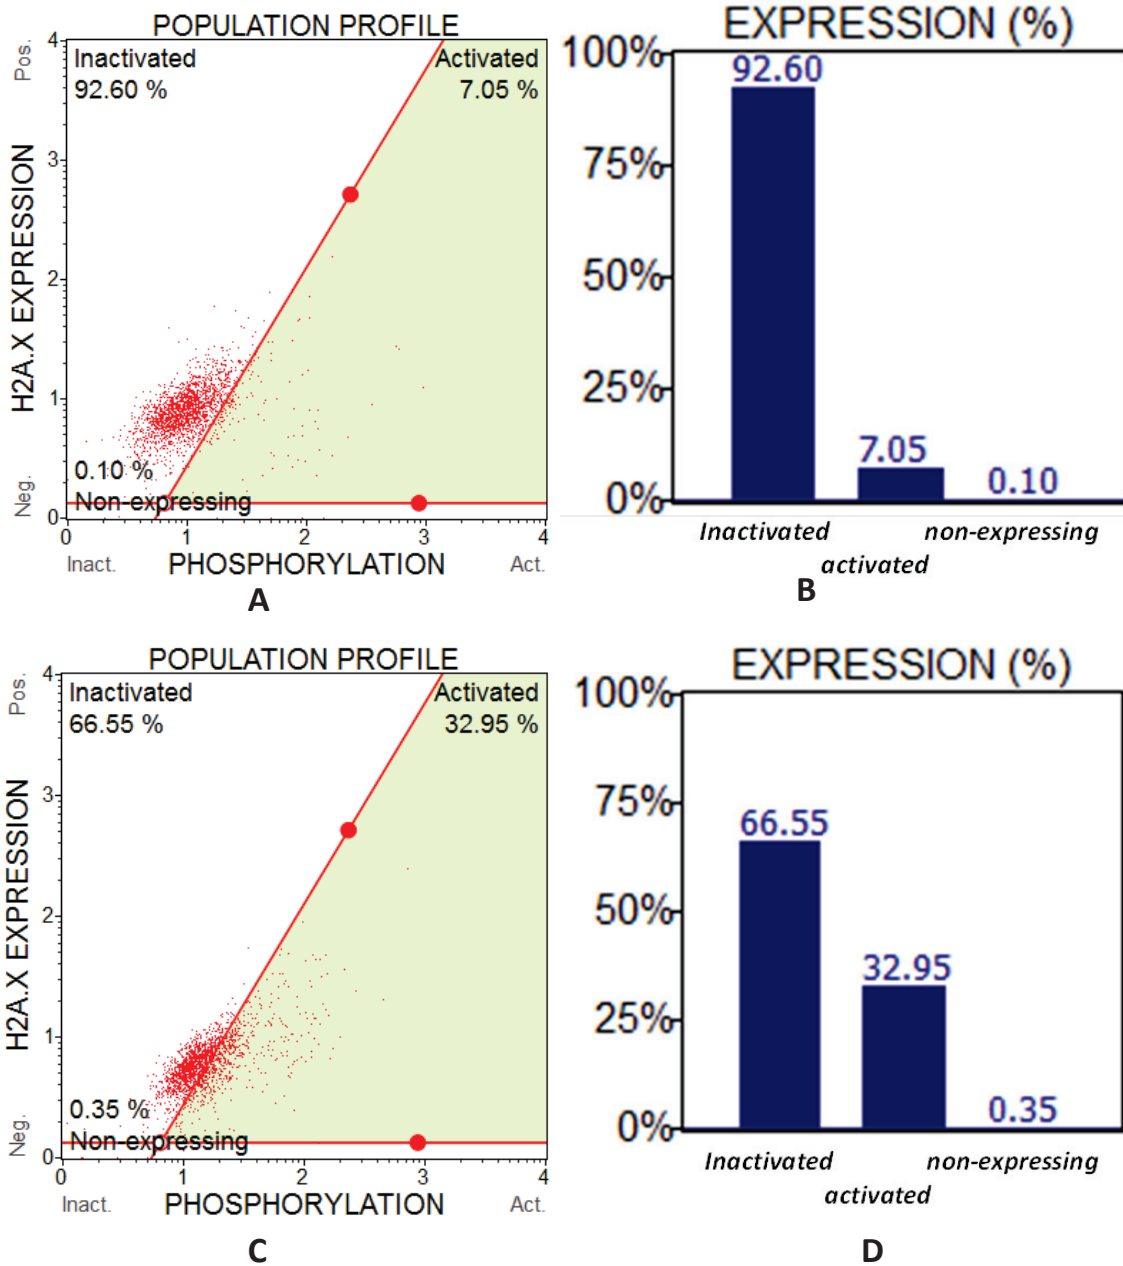 POPULATION PROFILE
Inactivated
92.60 %
Activated
7.05 %
Pos.
H2A.X EXPRESSION
Neg.
4
3
2
1
0
0.10 %
Non-expressing
0 1 2 3 4
Inact. PHOSPHORYLATION Act.
A
EXPRESSION (%)
100%
75%
50%
25%
0%
92.60
7.05
0.10
Inactivated
activated
non-expressing
B
POPULATION PROFILE
Inactivated
66.55 %
Activated
32.95 %
Pos.
H2A.X EXPRESSION
Neg.
4
3
2
1
0
0.35 %
Non-expressing
0 1 2 3 4
Inact. PHOSPHORYLATION Act.
C
EXPRESSION (%)
100%
75%
50%
25%
0%
66.55
32.95
0.35
Inactivated
activated
non-expressing
D